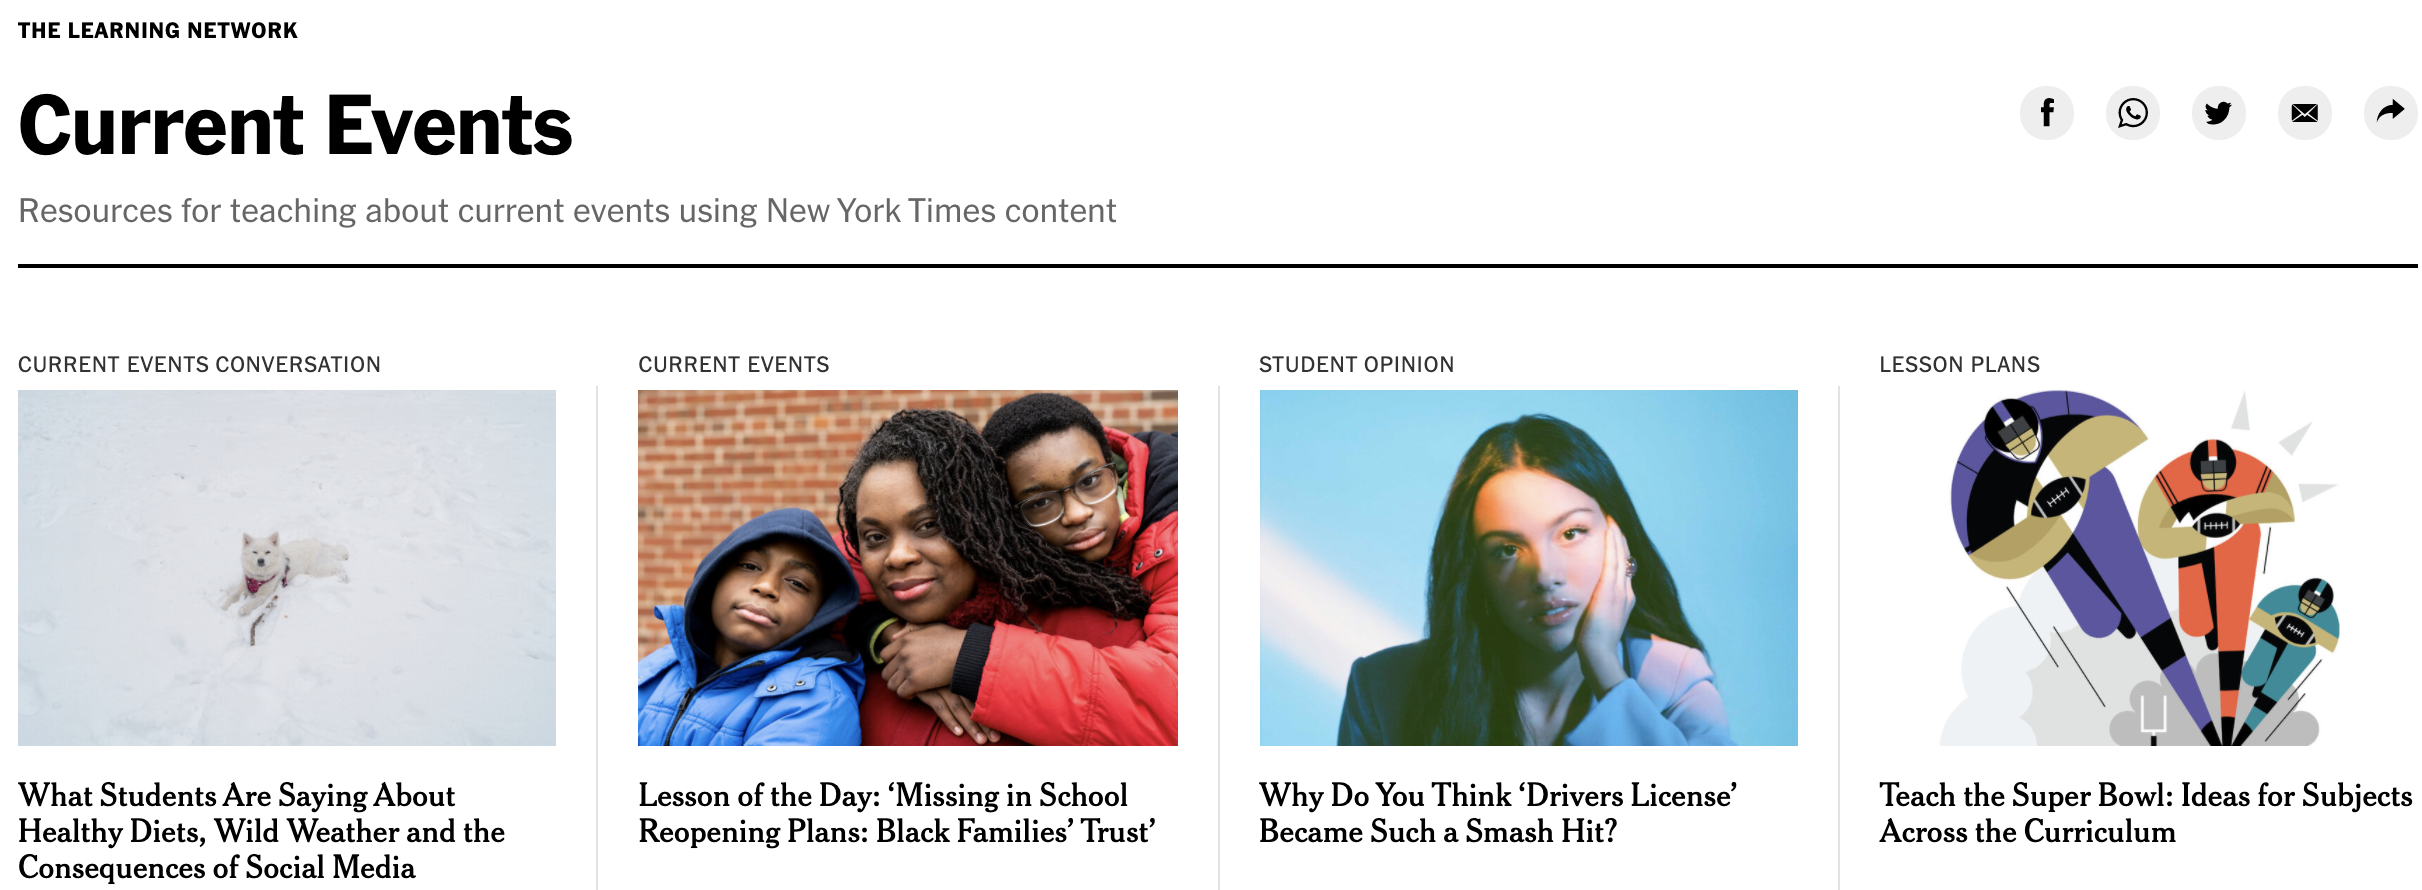 THE LEARNING NETWORK
Current Events
Resources for teaching about current events using New York Times content
CURRENT EVENTS CONVERSATION
What Students Are Saying About
Healthy Diets, Wild Weather and the
Consequences of Social Media
CURRENT EVENTS
Lesson of the Day: ‘Missing in School
Reopening Plans: Black Families’ Trust’
STUDENT OPINION
Why Do You Think ‘Drivers License’
Became Such a Smash Hit?
LESSON PLANS
Teach the Super Bowl: Ideas for Subjects
Across the Curriculum